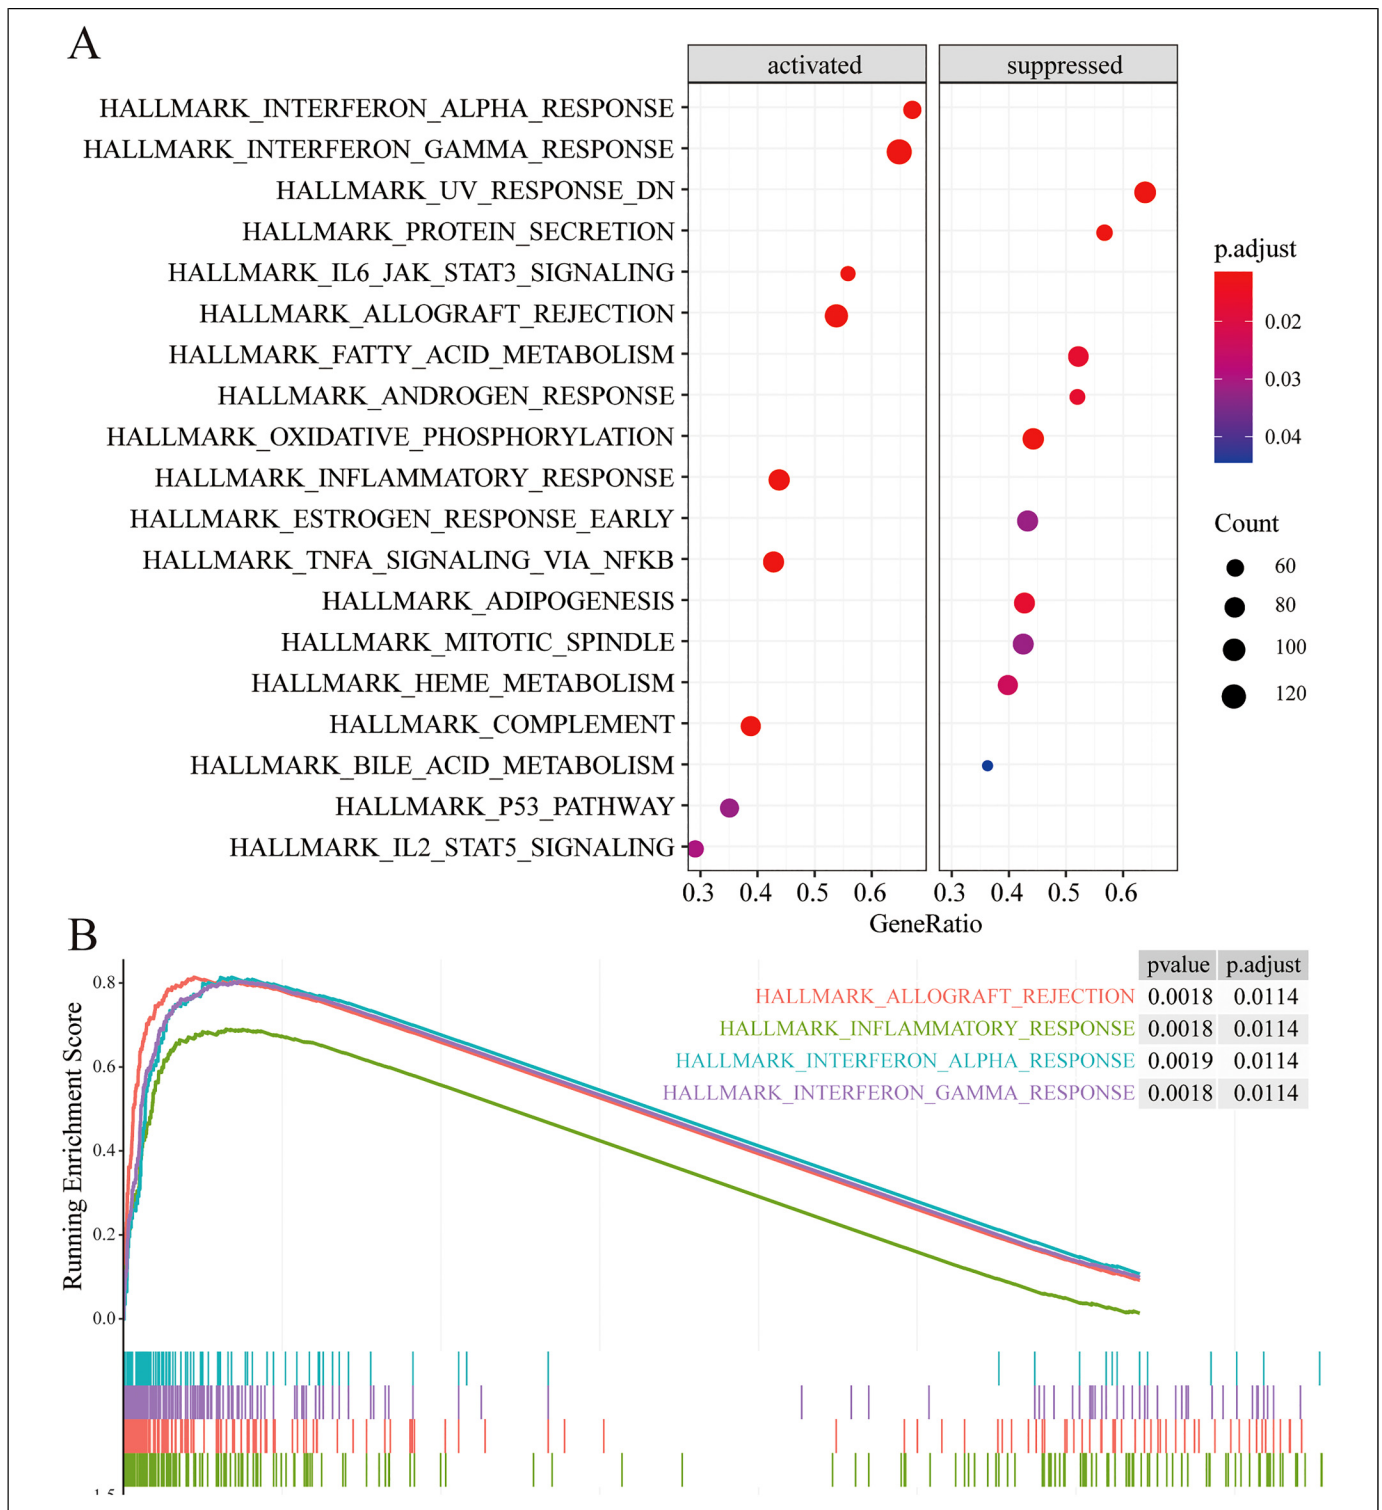 A
activated suppressed
HALLMARK_INTERFERON_ALPHA_RESPONSE
HALLMARK_INTERFERON_GAMMA_RESPONSE
HALLMARK_UV_RESPONSE_DN
HALLMARK_PROTEIN_SECRETION
HALLMARK_IL6_JAK_STAT3_SIGNALING
HALLMARK_ALLOGRAFT_REJECTION
HALLMARK_FATTY_ACID_METABOLISM
HALLMARK_ANDROGEN_RESPONSE
HALLMARK_OXIDATIVE_PHOSPHORYLATION
HALLMARK_INFLAMMATORY_RESPONSE
HALLMARK_ESTROGEN_RESPONSE_EARLY
HALLMARK_TNFA_SIGNALING_VIA_NFKB
HALLMARK_ADIPOGENESIS
HALLMARK_MITOTIC_SPINDLE
HALLMARK_HEME_METABOLISM
HALLMARK_COMPLEMENT
HALLMARK_BILE_ACID_METABOLISM
HALLMARK_P53_PATHWAY
HALLMARK_IL2_STAT5_SIGNALING
0.3 0.4 0.5 0.6 0.3 0.4 0.5 0.6
GeneRatio
p.adjust
0.02
0.03
0.04
Count
60
80
100
120
B
Running Enrichment Score
0.8
0.6
0.4
0.2
0.0
pvalue p.adjust
HALLMARK_ALLOGRAFT_REJECTION 0.0018 0.0114
HALLMARK_INFLAMMATORY_RESPONSE 0.0018 0.0114
HALLMARK_INTERFERON_ALPHA_RESPONSE 0.0019 0.0114
HALLMARK_INTERFERON_GAMMA_RESPONSE 0.0018 0.0114